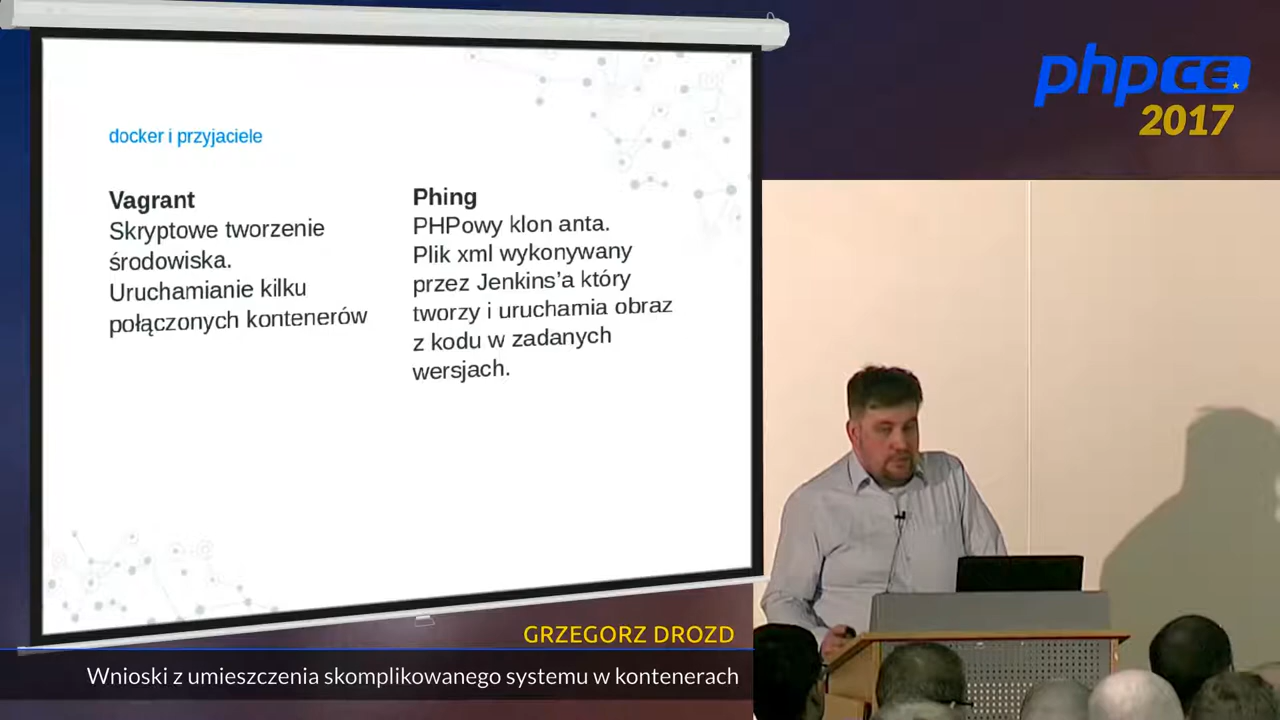 docker i przyjaciele
Vagrant
Skryptowe tworzenie
środowiska.
Uruchamianie kilku
połączonych kontenerów
Phing
PHPowy klon anta.
Plik xml wykonywany
przez Jenkins’a który
tworzy i uruchamia obraz
z kodu w zadanych
wersjach.
phpCE
2017
GRZEGORZ DROZD
Wnioski z umieszczenia skomplikowanego systemu w kontenerach